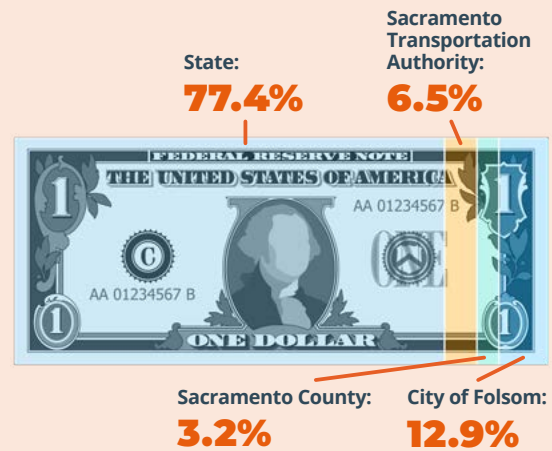 State:
77.4%
Sacramento
Transportation
Authority:
6.5%
FEDERAL RESERVE NOTE
THE UNITED STATES OF AMERICA
1
1
AA 01234567 B
C
ONE
AA 01234567 B
1
1
ONE DOLLAR
Sacramento County:
3.2%
City of Folsom:
12.9%